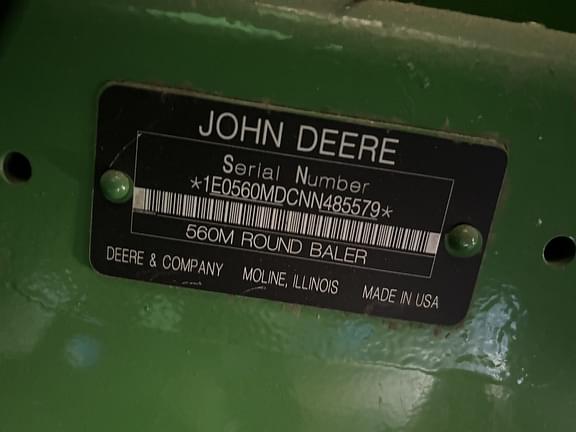 JOHN DEERE
Serial Number
*1E0560MDCNN485579*
560M ROUND BALER
DEERE & COMPANY MOLINE, ILLINOIS MADE IN USA